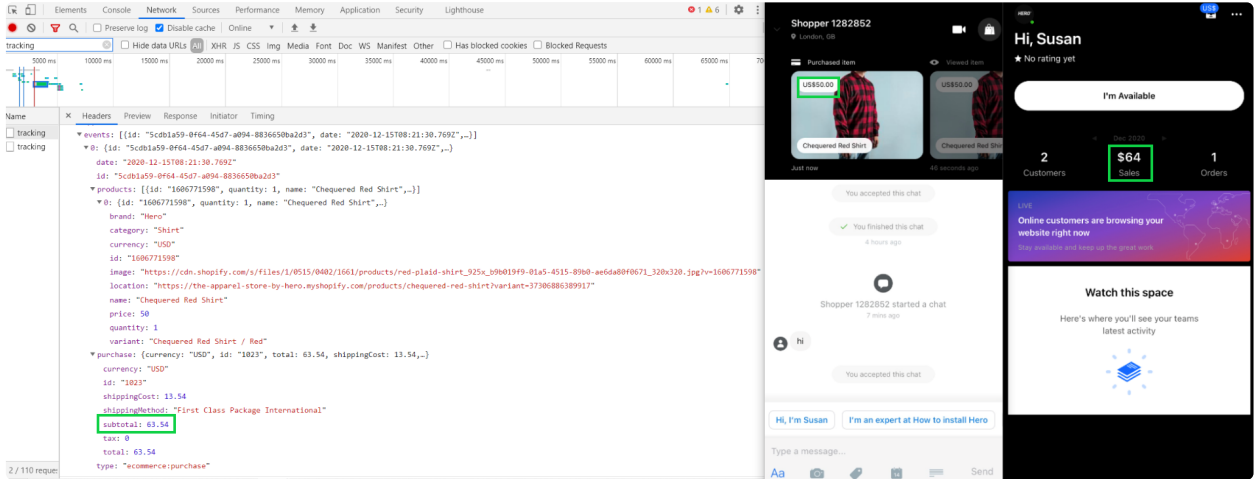 Elements Console Network Sources Performance Memory Application Security Lighthouse 1 6
Preserve log Disable cache Online
tracking Hide data URLs All XHR JS CSS Img Media Font Doc WS Manifest Other Has blocked cookies Blocked Requests
5000 ms 10000 ms 15000 ms 20000 ms 25000 ms 30000 ms 35000 ms 40000 ms 45000 ms 50000 ms 55000 ms 60000 ms 65000 ms 70
Name × Headers Preview Response Initiator Timing
tracking
tracking
▼events: [{id: "5cdb1a59-0f64-45d7-a094-8836650ba2d3", date: "2020-12-15T08:21:30.769Z",…}]
▼0: {id: "5cdb1a59-0f64-45d7-a094-8836650ba2d3", date: "2020-12-15T08:21:30.769Z",…}
date: "2020-12-15T08:21:30.769Z"
id: "5cdb1a59-0f64-45d7-a094-8836650ba2d3"
▼products: [{id: "1606771598", quantity: 1, name: "Chequered Red Shirt",…}]
▼0: {id: "1606771598", quantity: 1, name: "Chequered Red Shirt",…}
brand: "Hero"
category: "Shirt"
currency: "USD"
id: "1606771598"
image: "https://cdn.shopify.com/s/files/1/0515/0402/1661/products/red-plaid-shirt_925x_b9b019f9-01a5-4515-89b0-ae6da80f0671_320x320.jpg?v=1606771598"
location: "https://the-apparel-store-by-hero.myshopify.com/products/chequered-red-shirt?variant=37306886389917"
name: "Chequered Red Shirt"
price: 50
quantity: 1
variant: "Chequered Red Shirt / Red"
▼purchase: {currency: "USD", id: "1023", total: 63.54, shippingCost: 13.54,…}
currency: "USD"
id: "1023"
shippingCost: 13.54
shippingMethod: "First Class Package International"
subtotal: 63.54
tax: 0
total: 63.54
type: "ecommerce:purchase"
2 / 110 reque
Shopper 1282852
London, GB
Purchased item Viewed item
US$50.00 US$50.00
Chequered Red Shirt Chequered Red Shirt
Just now 46 seconds ago
You accepted this chat
✓ You finished this chat
4 hours ago
Shopper 1282852 started a chat
7 mins ago
hi
You accepted this chat
Hi, I'm Susan I'm an expert at How to install Hero
Type a message...
Aa Send
HERO US$
Hi, Susan
★ No rating yet
I'm Available
Dec 2020
2 $64 1
Customers Sales Orders
LIVE
Online customers are browsing your
website right now
Stay available and keep up the great work
Watch this space
Here's where you'll see your teams
latest activity